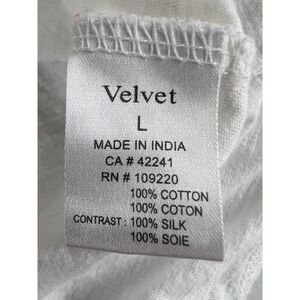 Velvet
L
MADE IN INDIA
CA # 42241
RN # 109220
100% COTTON
100% COTON
CONTRAST : 100% SILK
100% SOIE